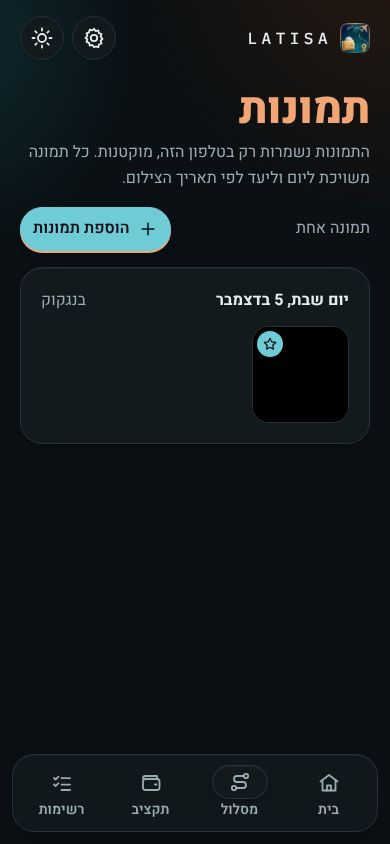 LATISA
תמונות
התמונות נשמרות רק בטלפון הזה, מוקטנות. כל תמונה
משויכת ליום וליעד לפי תאריך הצילום.
תמונה אחת
הוספת תמונות
יום שבת, 5 בדצמבר
בנגקוק
בית
מסלול
תקציב
רשימות